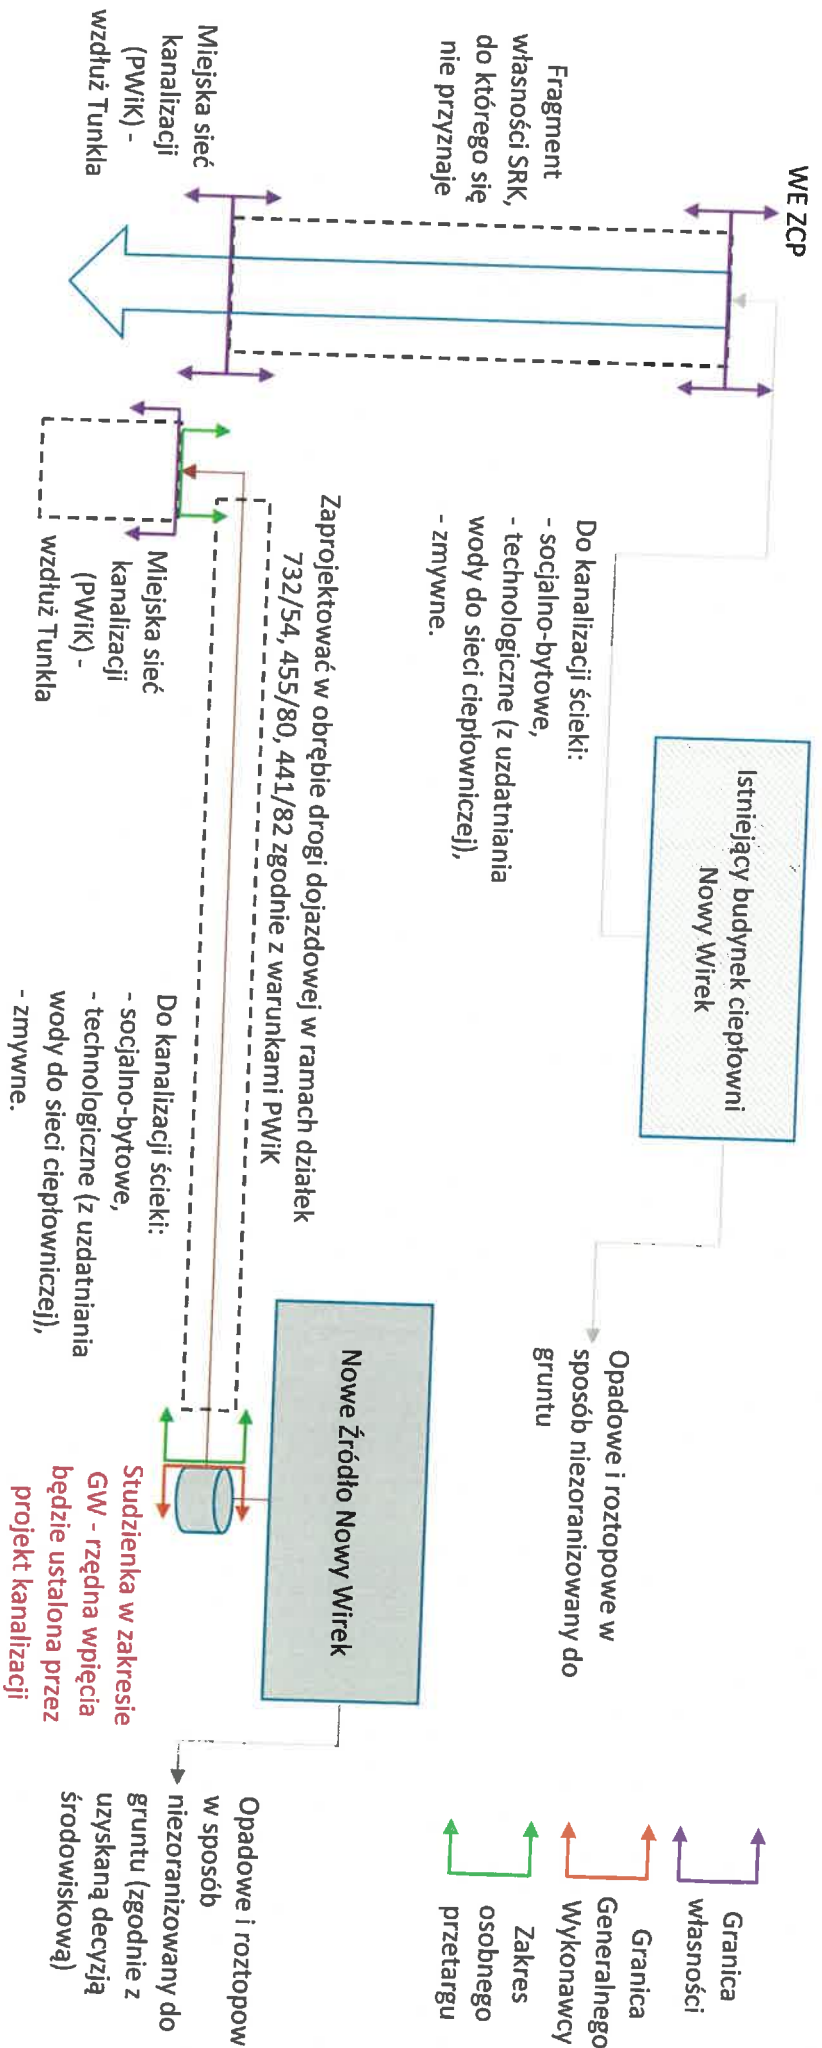 WE ZCP
Fragment
własności SRK,
do którego się
nie przyznaje
Miejska sieć
kanalizacji
(PWiK) -
wzdłuż Tunkla
Istniejący budynek ciepłowni
Nowy Wirek
Do kanalizacji ścieki:
- socjalno-bytowe,
- technologiczne (z uzdatniania
wody do sieci ciepłowniczej),
- zmywne.
Opadowe i roztopowe w
sposób niezoranizowany do
gruntu
Zaprojektować w obrębie drogi dojazdowej w ramach działek
732/54, 455/80, 441/82 zgodnie z warunkami PWiK
Miejska sieć
kanalizacji
(PWiK) -
wzdłuż Tunkla
Do kanalizacji ścieki:
- socjalno-bytowe,
- technologiczne (z uzdatniania
wody do sieci ciepłowniczej),
- zmywne.
Nowe Źródło Nowy Wirek
Studzienka w zakresie
GW - rzędna wpięcia
będzie ustalona przez
projekt kanalizacji
Opadowe i roztopow
w sposób
niezoranizowany do
gruntu (zgodnie z
uzyskaną decyzją
środowiskową)
Granica
własności
Granica
Generalnego
Wykonawcy
Zakres
osobnego
przetargu